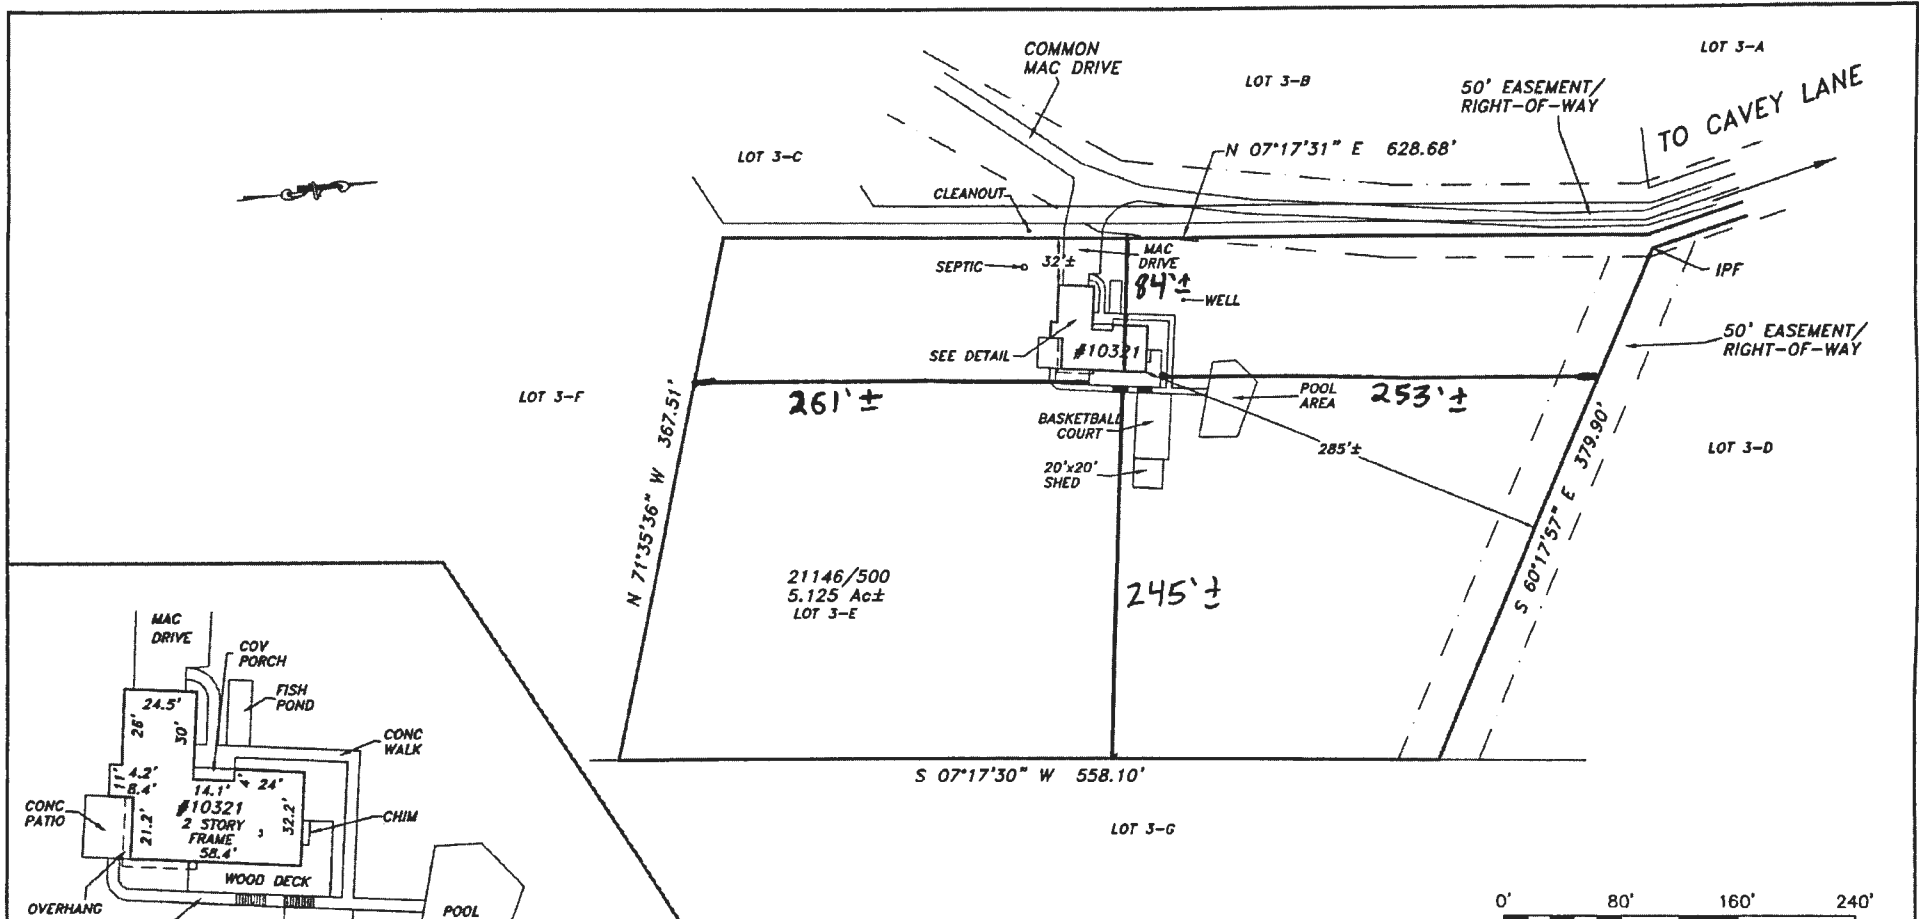 COMMON
MAC DRIVE
LOT 3-A
LOT 3-B
50' EASEMENT/
RIGHT-OF-WAY
TO CAVEY LANE
N 07°17'31" E 628.68'
LOT 3-C
CLEANOUT
SEPTIC
32'±
MAC
DRIVE
84'±
WELL
IPF
50' EASEMENT/
RIGHT-OF-WAY
SEE DETAIL
#10321
LOT 3-F
261'±
253'±
POOL
AREA
BASKETBALL
COURT
285'±
LOT 3-D
20'x20'
SHED
N 71°35'36" W 367.51'
S 60°17'57" E 379.90'
21146/500
5.125 Ac±
LOT 3-E
245'±
S 07°17'30" W 558.10'
LOT 3-G
MAC
DRIVE
COV
PORCH
FISH
POND
CONC
WALK
24.5'
26'
30'
11'
4.2'
8.4'
14.1'
4'
24'
#10321
2 STORY
FRAME
58.4'
21.2'
32.2'
CONC
PATIO
CHIM
WOOD DECK
OVERHANG
POOL
0' 80' 160' 240'